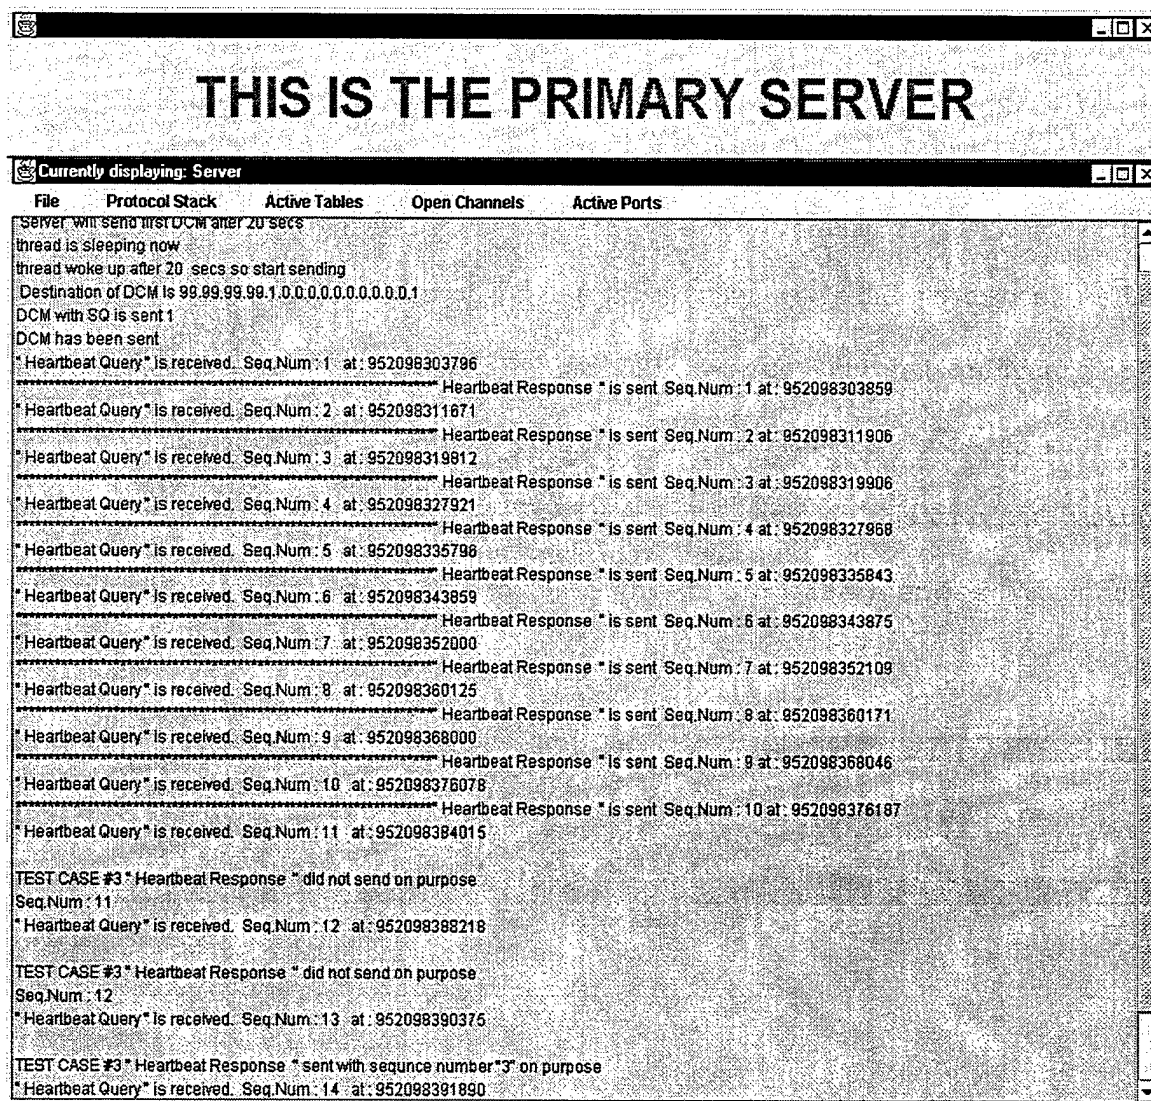 THIS IS THE PRIMARY SERVER
Currently displaying: Server
File Protocol Stack Active Tables Open Channels Active Ports
Server will send first DCM after 20 secs
thread is sleeping now
thread woke up after 20 secs so start sending
Destination of DCM is 99.99.99.99.1.0.0.0.0.0.0.0.0.0.0.1
DCM with SQ is sent 1
DCM has been sent
" Heartbeat Query " is received. Seq.Num : 1 at : 952098303796
****************************************************************** Heartbeat Response " is sent Seq.Num : 1 at : 952098303859
" Heartbeat Query " is received. Seq.Num : 2 at : 952098311671
****************************************************************** Heartbeat Response " is sent Seq.Num : 2 at : 952098311906
" Heartbeat Query " is received. Seq.Num : 3 at : 952098319812
****************************************************************** Heartbeat Response " is sent Seq.Num : 3 at : 952098319906
" Heartbeat Query " is received. Seq.Num : 4 at : 952098327921
****************************************************************** Heartbeat Response " is sent Seq.Num : 4 at : 952098327968
" Heartbeat Query " is received. Seq.Num : 5 at : 952098335796
****************************************************************** Heartbeat Response " is sent Seq.Num : 5 at : 952098335843
" Heartbeat Query " is received. Seq.Num : 6 at : 952098343859
****************************************************************** Heartbeat Response " is sent Seq.Num : 6 at : 952098343875
" Heartbeat Query " is received. Seq.Num : 7 at : 952098352000
****************************************************************** Heartbeat Response " is sent Seq.Num : 7 at : 952098352109
" Heartbeat Query " is received. Seq.Num : 8 at : 952098360125
****************************************************************** Heartbeat Response " is sent Seq.Num : 8 at : 952098360171
" Heartbeat Query " is received. Seq.Num : 9 at : 952098368000
****************************************************************** Heartbeat Response " is sent Seq.Num : 9 at : 952098368046
" Heartbeat Query " is received. Seq.Num : 10 at : 952098376078
****************************************************************** Heartbeat Response " is sent Seq.Num : 10 at : 952098376187
" Heartbeat Query " is received. Seq.Num : 11 at : 952098384015
TEST CASE #3 " Heartbeat Response " did not send on purpose
Seq.Num : 11
" Heartbeat Query " is received. Seq.Num : 12 at : 952098388218
TEST CASE #3 " Heartbeat Response " did not send on purpose
Seq.Num : 12
" Heartbeat Query " is received. Seq.Num : 13 at : 952098390375
TEST CASE #3 " Heartbeat Response " sent with sequnce number "3" on purpose
" Heartbeat Query " is received. Seq.Num : 14 at : 952098391890